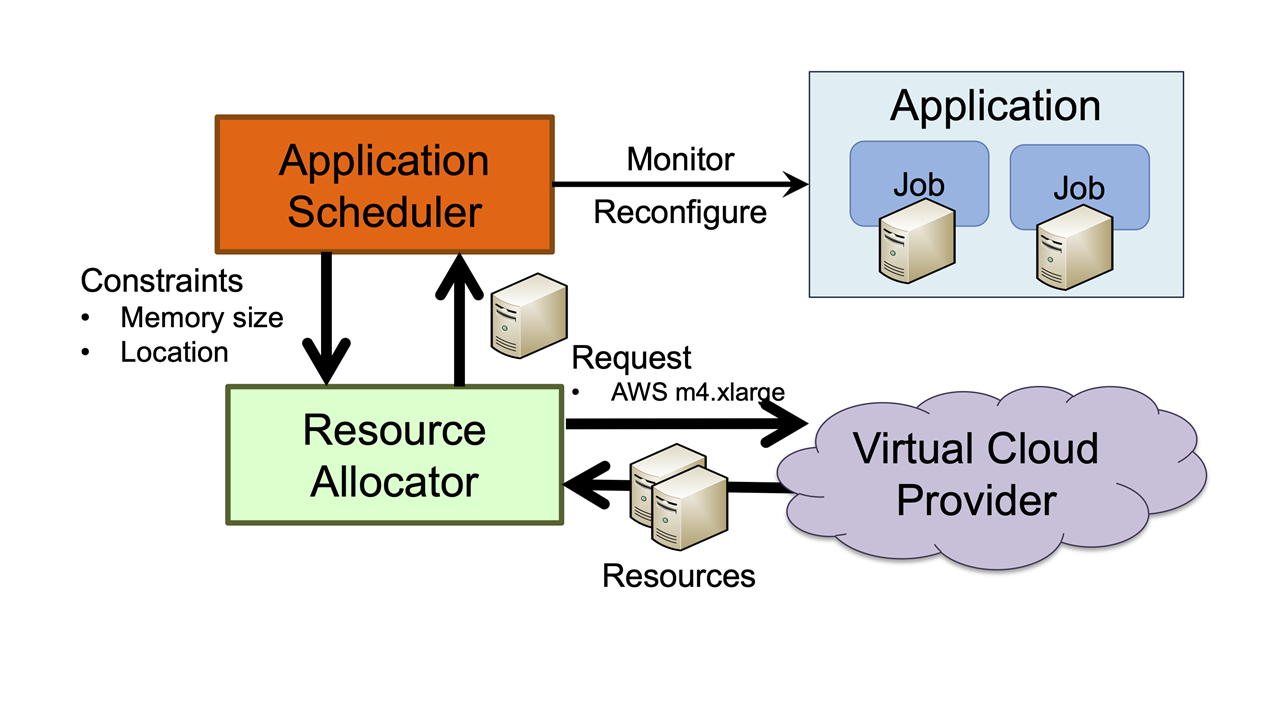 Application
Application
Scheduler
Monitor
Reconfigure
Job
Job
Constraints
• Memory size
• Location
Request
• AWS m4.xlarge
Resource
Allocator
Virtual Cloud
Provider
Resources